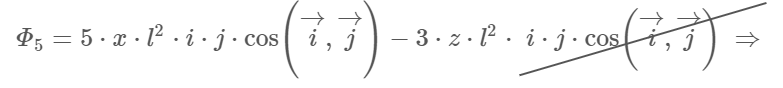 Φ₅ = 5 · x · l² · i · j · cos(i⃗ , j⃗) − 3 · z · l² · i · j · cos(i⃗ , j⃗) ⇒